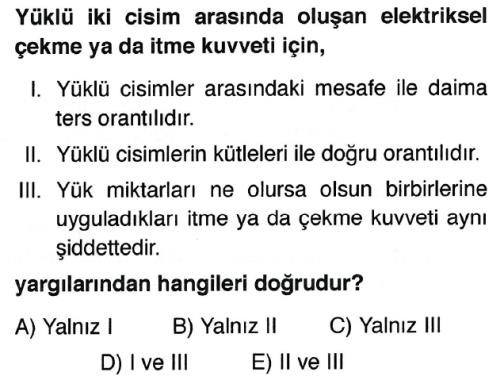 Yüklü iki cisim arasında oluşan elektriksel
çekme ya da itme kuvveti için,
I. Yüklü cisimler arasındaki mesafe ile daima
ters orantılıdır.
II. Yüklü cisimlerin kütleleri ile doğru orantılıdır.
III. Yük miktarları ne olursa olsun birbirlerine
uyguladıkları itme ya da çekme kuvveti aynı
şiddettedir.
yargılarından hangileri doğrudur?
A) Yalnız I B) Yalnız II C) Yalnız III
D) I ve III E) II ve III